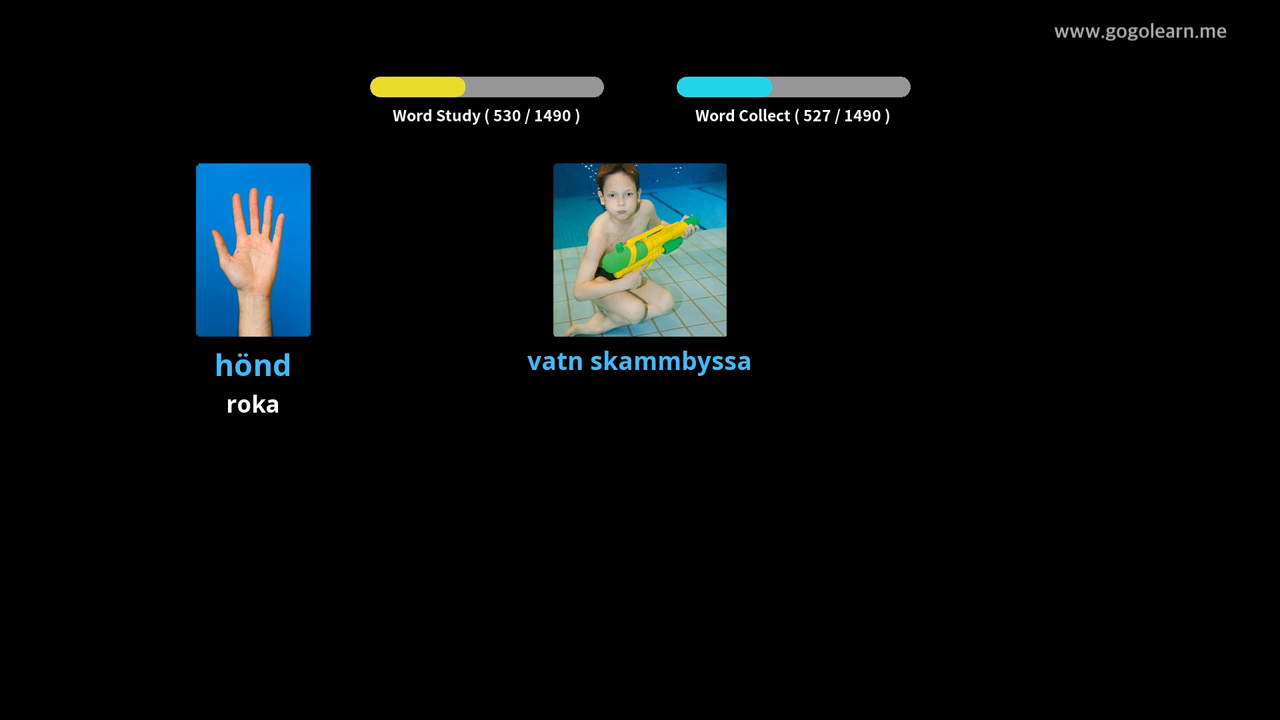 www.gogolearn.me
Word Study ( 530 / 1490 )
Word Collect ( 527 / 1490 )
hönd
roka
vatn skammbyssa